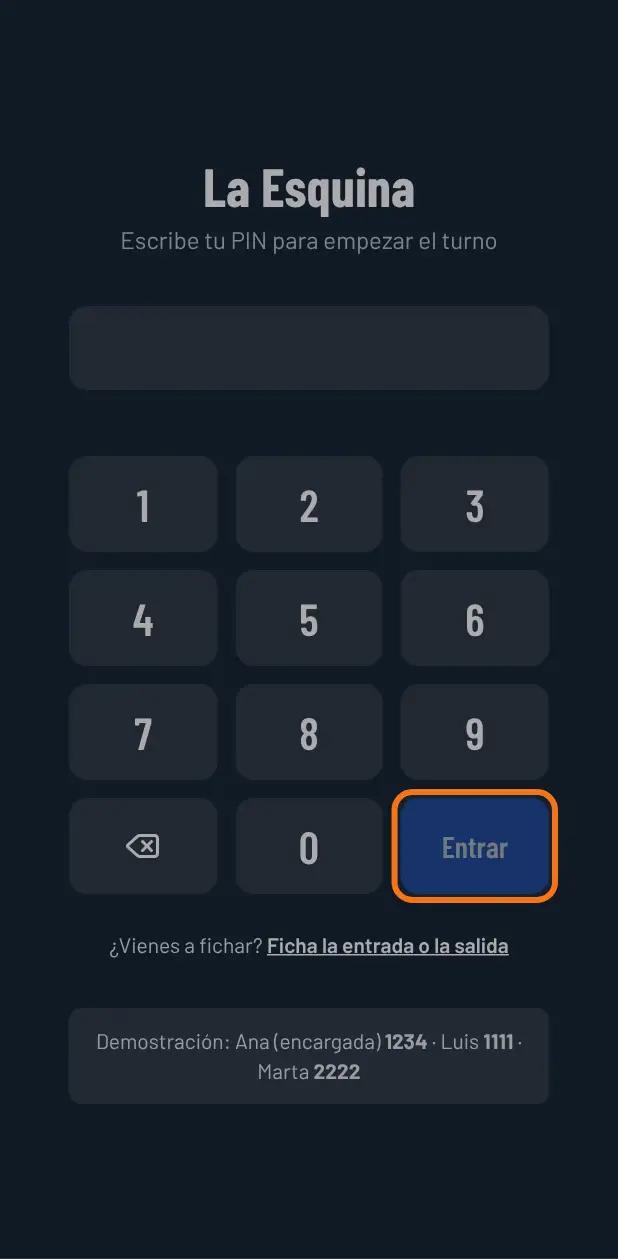 La Esquina
Escribe tu PIN para empezar el turno
1 2 3
4 5 6
7 8 9
0 Entrar
¿Vienes a fichar? Ficha la entrada o la salida
Demostración: Ana (encargada) 1234 · Luis 1111 ·
Marta 2222